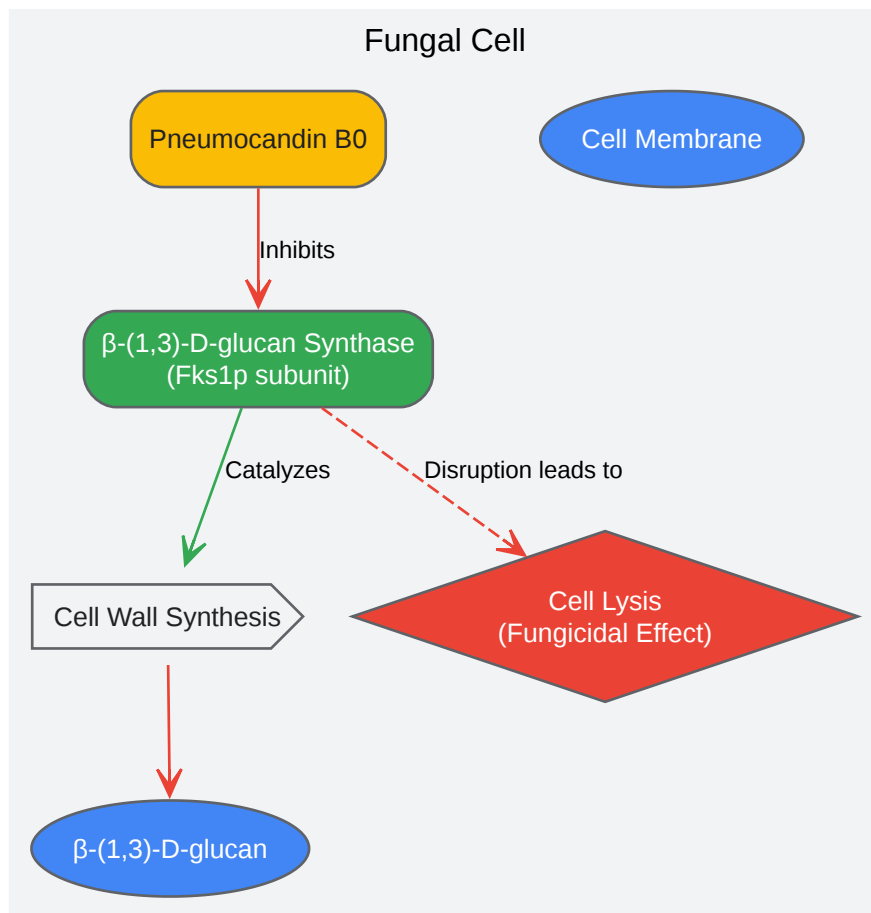 Fungal Cell
Pneumocandin B0
Cell Membrane
Inhibits
β-(1,3)-D-glucan Synthase
(Fks1p subunit)
Catalyzes
Disruption leads to
Cell Wall Synthesis
Cell Lysis
(Fungicidal Effect)
β-(1,3)-D-glucan